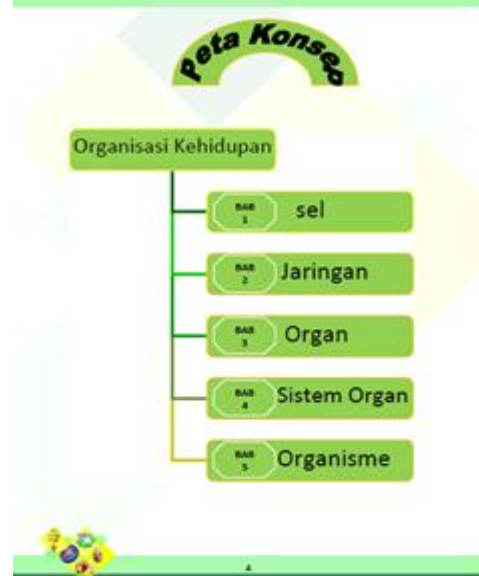 Peta Konsep
Organisasi Kehidupan
BAB
1
sel
BAB
2
Jaringan
BAB
3
Organ
BAB
4
Sistem Organ
BAB
5
Organisme
4